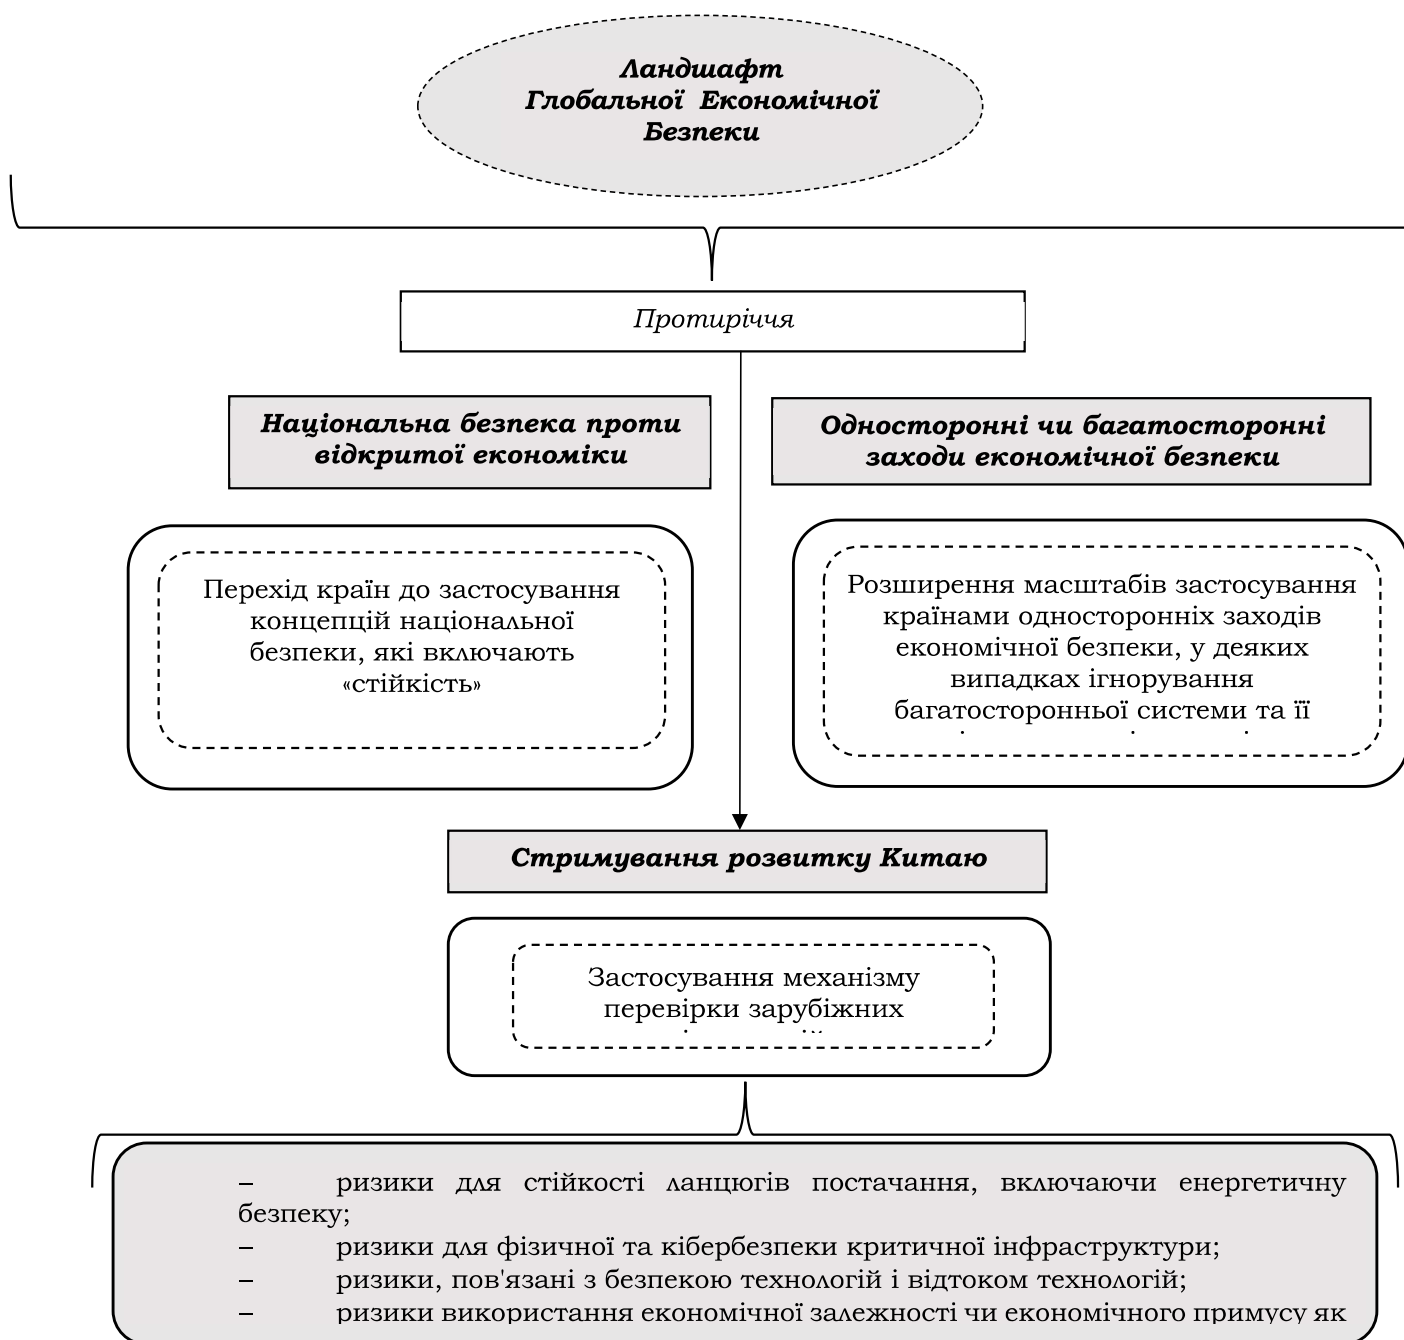 Ландшафт
Глобальної Економічної
Безпеки
Протиріччя
Національна безпека проти
відкритої економіки
Односторонні чи багатосторонні
заходи економічної безпеки
Перехід країн до застосування
концепцій національної
безпеки, які включають
«стійкість»
Розширення масштабів застосування
країнами односторонніх заходів
економічної безпеки, у деяких
випадках ігнорування
багатосторонньої системи та її
Стримування розвитку Китаю
Застосування механізму
перевірки зарубіжних
– ризики для стійкості ланцюгів постачання, включаючи енергетичну
безпеку;
– ризики для фізичної та кібербезпеки критичної інфраструктури;
– ризики, пов'язані з безпекою технологій і відтоком технологій;
– ризики використання економічної залежності чи економічного примусу як